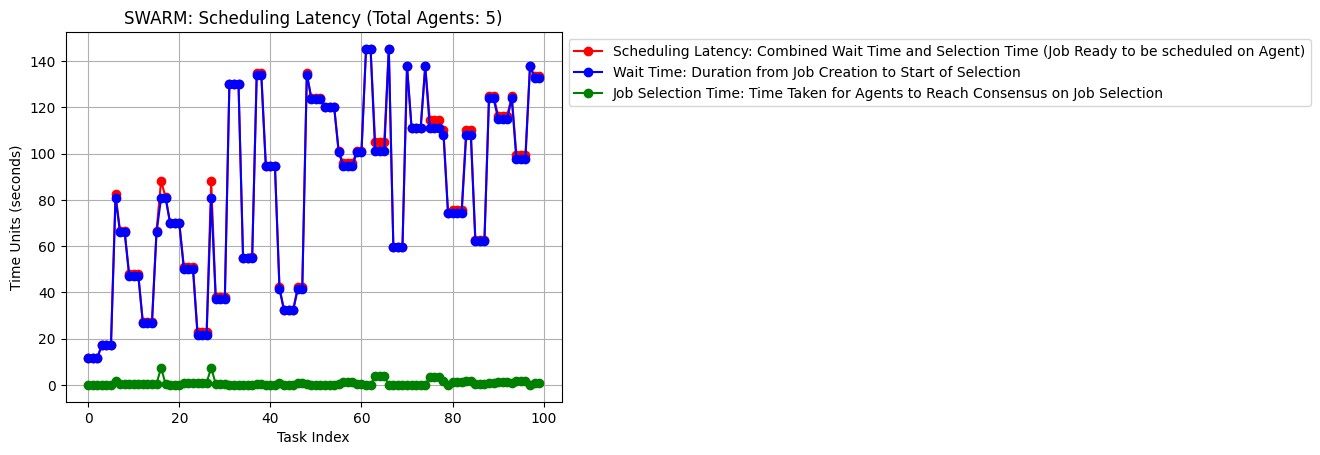 SWARM: Scheduling Latency (Total Agents: 5)
Scheduling Latency: Combined Wait Time and Selection Time (Job Ready to be scheduled on Agent)
Wait Time: Duration from Job Creation to Start of Selection
Job Selection Time: Time Taken for Agents to Reach Consensus on Job Selection
Time Units (seconds)
140
120
100
80
60
40
20
0
0 20 40 60 80 100
Task Index